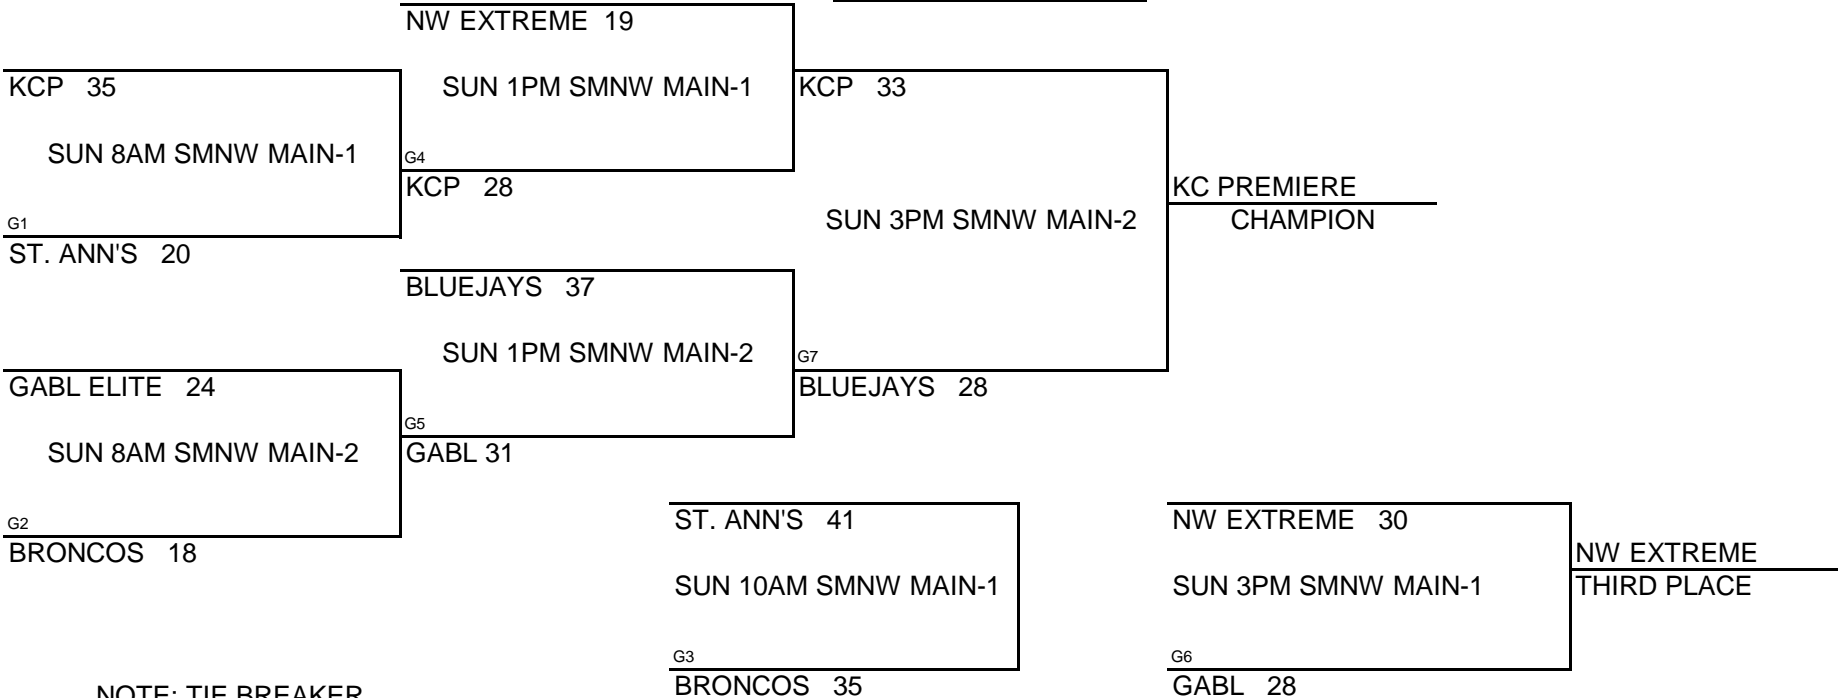 NW EXTREME 19
KCP 35
SUN 1PM SMNW MAIN-1
KCP 33
SUN 8AM SMNW MAIN-1
G4
KCP 28
KC PREMIERE
G1
SUN 3PM SMNW MAIN-2
CHAMPION
ST. ANN'S 20
BLUEJAYS 37
SUN 1PM SMNW MAIN-2
G7
GABL ELITE 24
BLUEJAYS 28
G5
SUN 8AM SMNW MAIN-2
GABL 31
G2
ST. ANN'S 41
NW EXTREME 30
BRONCOS 18
NW EXTREME
SUN 10AM SMNW MAIN-1
SUN 3PM SMNW MAIN-1
THIRD PLACE
G3
G6
NOTE: TIE BREAKER
BRONCOS 35
GABL 28